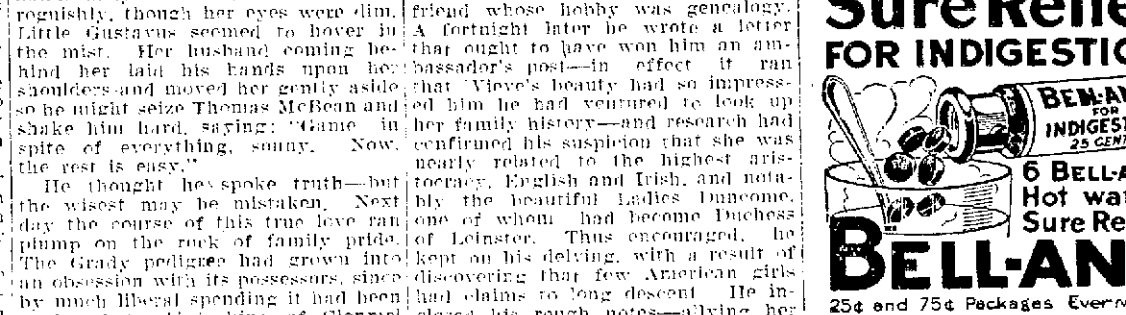 roguishly, though her eyes were dim.
Little Gustavus seemed to hover in
the mist. Her husband coming be-
hind her laid his hands upon her
shoulders and moved her gently aside
so he might seize Thomas McBean and
shake him hard, saying: "Game in
spite of everything, sonny. Now,
the rest is easy."
He thought he spoke truth—but
the wisest may be mistaken. Next
day the course of this true love ran
plump on the rock of family pride.
The Grady pedigree had grown into
an obsession with its possessors, since
by much liberal spending it had been
friend whose hobby was genealogy.
A fortnight later he wrote a letter
that ought to have won him an am-
bassador's post—in effect it ran
that Vieve's beauty had so impress-
ed him he had ventured to look up
her family history—and research had
confirmed his suspicion that she was
nearly related to the highest aris-
tocracy, English and Irish, and nota-
bly the beautiful Ladies Duncome,
one of whom had become Duchess
of Leinster. Thus encouraged, he
kept on his delving, with a result of
discovering that few American girls
had claims to long descent He in-
closed his rough notes—allying her
Sure Relie
FOR INDIGESTIO
BELL-AN
FOR
INDIGEST
25 CENT
6 BELL-A
Hot wat
Sure Re
BELL-AN
25¢ and 75¢ Packages Everyw